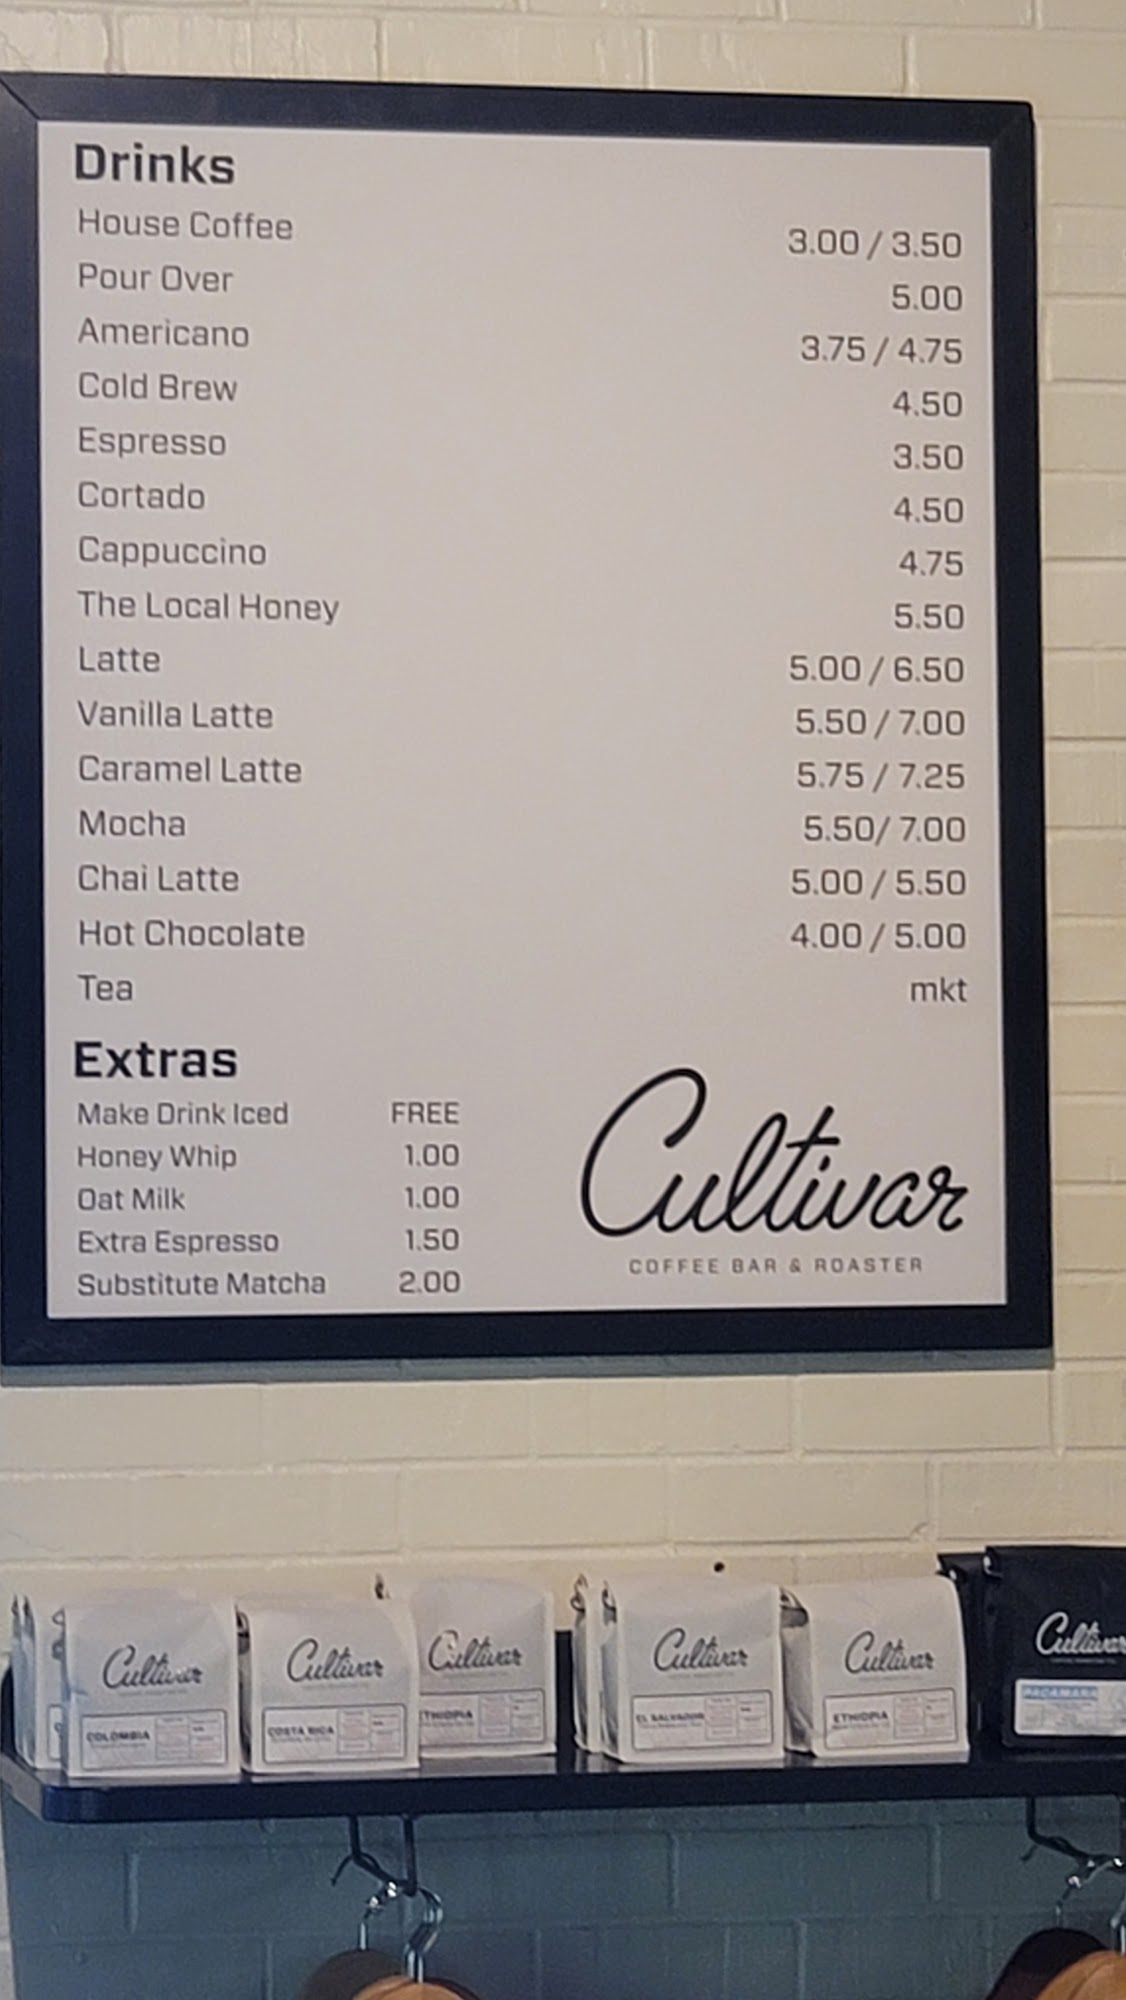 Drinks
House Coffee 3.00 / 3.50
Pour Over 5.00
Americano 3.75 / 4.75
Cold Brew 4.50
Espresso 3.50
Cortado 4.50
Cappuccino 4.75
The Local Honey 5.50
Latte 5.00 / 6.50
Vanilla Latte 5.50 / 7.00
Caramel Latte 5.75 / 7.25
Mocha 5.50/ 7.00
Chai Latte 5.00 / 5.50
Hot Chocolate 4.00 / 5.00
Tea mkt
Extras
Make Drink Iced FREE
Honey Whip 1.00
Oat Milk 1.00
Extra Espresso 1.50
Substitute Matcha 2.00
Cultivar
COFFEE BAR & ROASTER
Cultivar
COLOMBIA
Cultivar
COSTA RICA
Cultivar
ETHIOPIA
Cultivar
EL SALVADOR
Cultivar
ETHIOPIA
Cultivar
PACAMARA